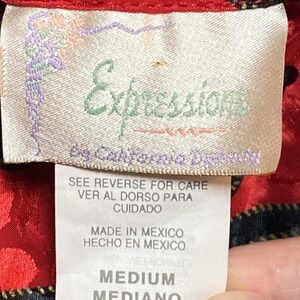 Expressions
by California Dynasty
SEE REVERSE FOR CARE
VER AL DORSO PARA
CUIDADO
MADE IN MEXICO
HECHO EN MEXICO
MEDIUM
MEDIANO